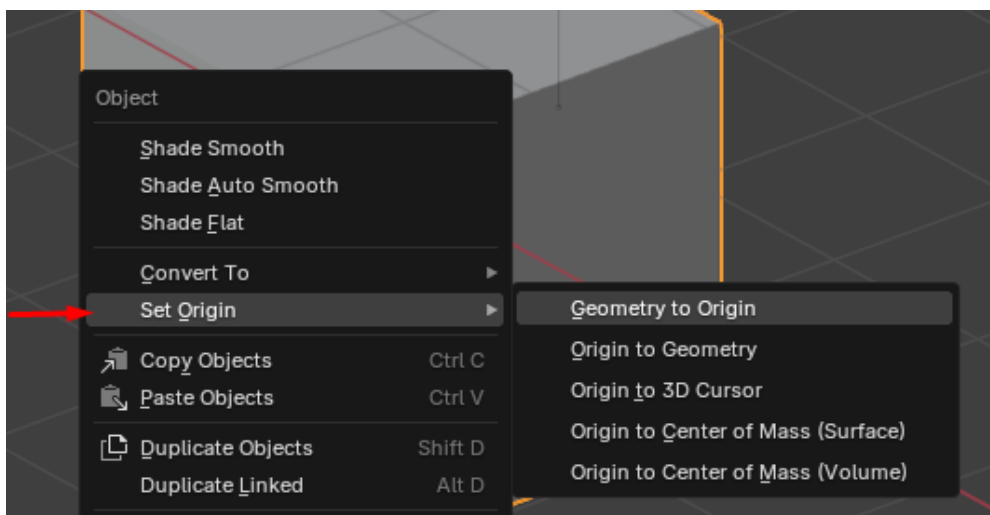 Object
Shade Smooth
Shade Auto Smooth
Shade Flat
Convert To
Set Origin
Copy Objects Ctrl C
Paste Objects Ctrl V
Duplicate Objects Shift D
Duplicate Linked Alt D
Geometry to Origin
Origin to Geometry
Origin to 3D Cursor
Origin to Center of Mass (Surface)
Origin to Center of Mass (Volume)